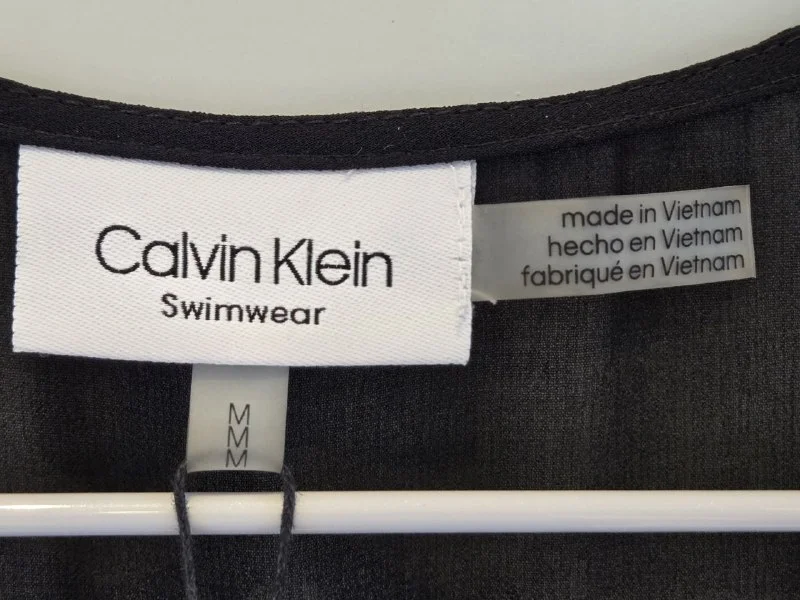 Calvin Klein
Swimwear
made in Vietnam
hecho en Vietnam
fabriqué en Vietnam
M
M
M